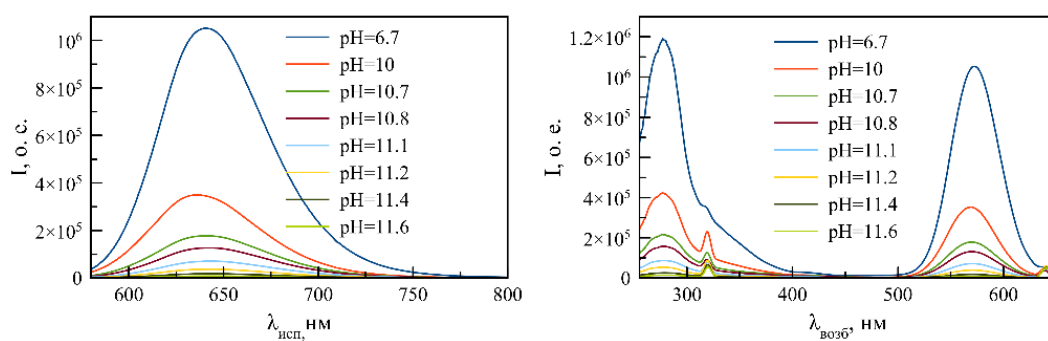 10⁶
8×10⁵
6×10⁵
4×10⁵
2×10⁵
0
I, о. с.
600
650
700
750
800
λисп, нм
pH=6.7
pH=10
pH=10.7
pH=10.8
pH=11.1
pH=11.2
pH=11.4
pH=11.6
1.2×10⁶
10⁶
8×10⁵
6×10⁵
4×10⁵
2×10⁵
0
I, о. е.
300
400
500
600
λвозб, нм
pH=6.7
pH=10
pH=10.7
pH=10.8
pH=11.1
pH=11.2
pH=11.4
pH=11.6